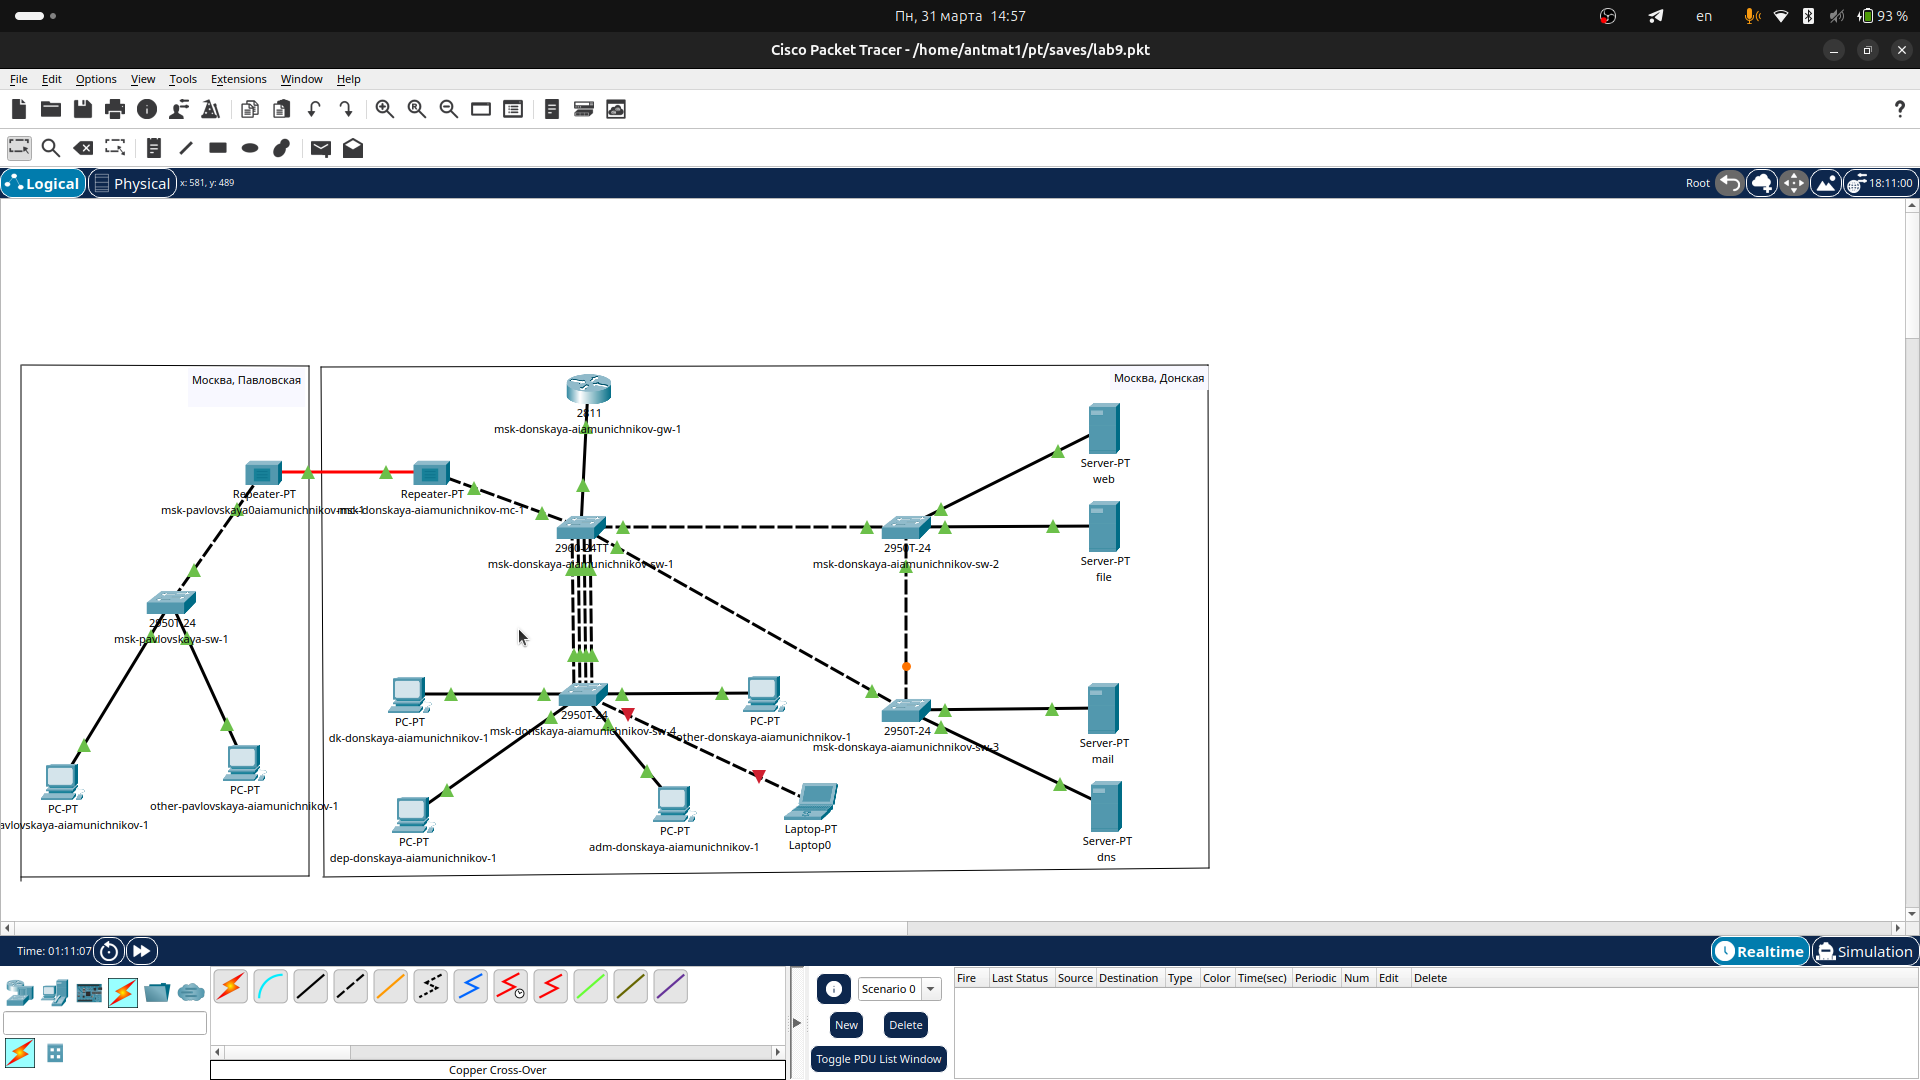 Пн, 31 марта 14:57
en
93 %
Cisco Packet Tracer - /home/antmat1/pt/saves/lab9.pkt
File Edit Options View Tools Extensions Window Help
Logical Physical x: 581, y: 489 Root 18:11:00
Москва, Павловская
Москва, Донская
2811
msk-donskaya-aiamunichnikov-gw-1
Server-PT
web
Repeater-PT
msk-pavlovskaya0aiamunichnikov-mc-1
Repeater-PT
msk-donskaya-aiamunichnikov-mc-1
2960-24TT
msk-donskaya-aiamunichnikov-sw-1
2950T-24
msk-donskaya-aiamunichnikov-sw-2
Server-PT
file
2950T-24
msk-pavlovskaya-sw-1
PC-PT
dk-donskaya-aiamunichnikov-1
2950T-24
msk-donskaya-aiamunichnikov-sw-4
PC-PT
other-donskaya-aiamunichnikov-1
2950T-24
msk-donskaya-aiamunichnikov-sw-3
Server-PT
mail
PC-PT
avlovskaya-aiamunichnikov-1
PC-PT
other-pavlovskaya-aiamunichnikov-1
PC-PT
dep-donskaya-aiamunichnikov-1
PC-PT
adm-donskaya-aiamunichnikov-1
Laptop-PT
Laptop0
Server-PT
dns
Time: 01:11:07
Realtime Simulation
Scenario 0
New Delete
Toggle PDU List Window
Fire Last Status Source Destination Type Color Time(sec) Periodic Num Edit Delete
Copper Cross-Over